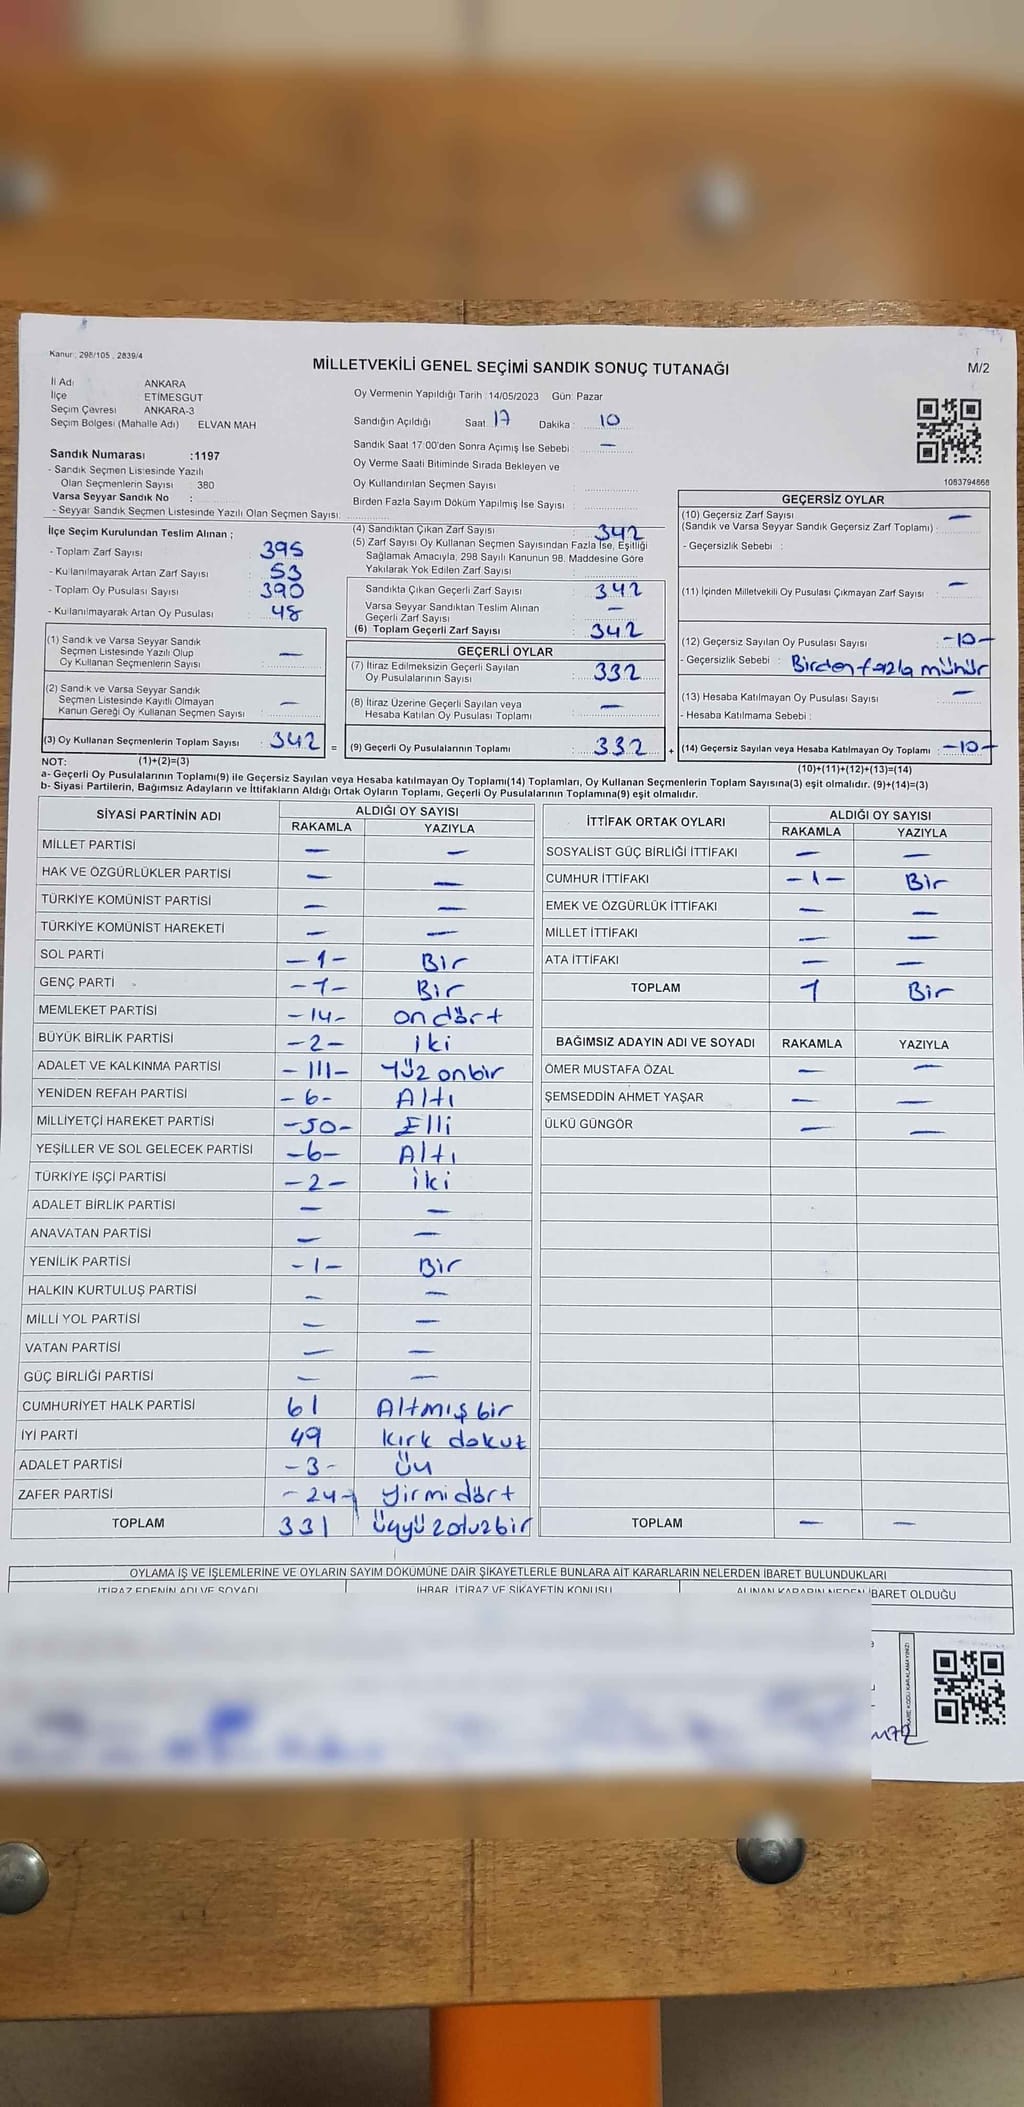 Kanun : 298/105 , 2839/4
MİLLETVEKİLİ GENEL SEÇİMİ SANDIK SONUÇ TUTANAĞI
M/2
İl Adı ANKARA
İlçe ETİMESGUT
Seçim Çevresi ANKARA-3
Seçim Bölgesi (Mahalle Adı) ELVAN MAH
Oy Vermenin Yapıldığı Tarih : 14/05/2023 Gün: Pazar
Sandığın Açıldığı Saat 17 Dakika : 10
Sandık Saat 17:00'den Sonra Açımış İse Sebebi : —
Oy Verme Saati Bitiminde Sırada Bekleyen ve
Oy Kullandırılan Seçmen Sayısı :
Birden Fazla Sayım Döküm Yapılmış İse Sayısı :
1083794868
Sandık Numarası :1197
- Sandık Seçmen Listesinde Yazılı
Olan Seçmenlerin Sayısı : 380
Varsa Seyyar Sandık No :
- Seyyar Sandık Seçmen Listesinde Yazılı Olan Seçmen Sayısı:
İlçe Seçim Kurulundan Teslim Alınan ;
- Toplam Zarf Sayısı : 395
- Kullanılmayarak Artan Zarf Sayısı : 53
- Toplam Oy Pusulası Sayısı : 390
- Kullanılmayarak Artan Oy Pusulası : 48
(1) Sandık ve Varsa Seyyar Sandık
Seçmen Listesinde Yazılı Olup
Oy Kullanan Seçmenlerin Sayısı : —
(2) Sandık ve Varsa Seyyar Sandık
Seçmen Listesinde Kayıtlı Olmayan
Kanun Gereği Oy Kullanan Seçmen Sayısı : —
(3) Oy Kullanan Seçmenlerin Toplam Sayısı : 342 =
(1)+(2)=(3)
(4) Sandıktan Çıkan Zarf Sayısı : 342
(5) Zarf Sayısı Oy Kullanan Seçmen Sayısından Fazla İse, Eşitliği
Sağlamak Amacıyla, 298 Sayılı Kanunun 98. Maddesine Göre
Yakılarak Yok Edilen Zarf Sayısı :
Sandıkta Çıkan Geçerli Zarf Sayısı : 342
Varsa Seyyar Sandıktan Teslim Alınan
Geçerli Zarf Sayısı : —
(6) Toplam Geçerli Zarf Sayısı : 342
GEÇERLİ OYLAR
(7) İtiraz Edilmeksizin Geçerli Sayılan
Oy Pusulalarının Sayısı : 332
(8) İtiraz Üzerine Geçerli Sayılan veya
Hesaba Katılan Oy Pusulası Toplamı : —
(9) Geçerli Oy Pusulalarının Toplamı : 332 +
GEÇERSİZ OYLAR
(10) Geçersiz Zarf Sayısı
(Sandık ve Varsa Seyyar Sandık Geçersiz Zarf Toplamı) : —
- Geçersizlik Sebebi :
(11) İçinden Milletvekili Oy Pusulası Çıkmayan Zarf Sayısı : —
(12) Geçersiz Sayılan Oy Pusulası Sayısı : -10-
- Geçersizlik Sebebi : Birden fazla mühür
(13) Hesaba Katılmayan Oy Pusulası Sayısı : —
- Hesaba Katılmama Sebebi :
(14) Geçersiz Sayılan veya Hesaba Katılmayan Oy Toplamı : -10-
(10)+(11)+(12)+(13)=(14)
NOT:
a- Geçerli Oy Pusulalarının Toplamı(9) ile Geçersiz Sayılan veya Hesaba katılmayan Oy Toplamı(14) Toplamları, Oy Kullanan Seçmenlerin Toplam Sayısına(3) eşit olmalıdır. (9)+(14)=(3)
b- Siyasi Partilerin, Bağımsız Adayların ve İttifakların Aldığı Ortak Oyların Toplamı, Geçerli Oy Pusulalarının Toplamına(9) eşit olmalıdır.
SİYASİ PARTİNİN ADI ALDIĞI OY SAYISI
RAKAMLA YAZIYLA
MİLLET PARTİSİ — —
HAK VE ÖZGÜRLÜKLER PARTİSİ — —
TÜRKİYE KOMÜNİST PARTİSİ — —
TÜRKİYE KOMÜNİST HAREKETİ — —
SOL PARTİ -1- Bir
GENÇ PARTİ -1- Bir
MEMLEKET PARTİSİ -14- ondört
BÜYÜK BİRLİK PARTİSİ -2- iki
ADALET VE KALKINMA PARTİSİ -111- Yüz onbir
YENİDEN REFAH PARTİSİ -6- Altı
MİLLİYETÇİ HAREKET PARTİSİ -50- Elli
YEŞİLLER VE SOL GELECEK PARTİSİ -6- Altı
TÜRKİYE İŞÇİ PARTİSİ -2- iki
ADALET BİRLİK PARTİSİ — —
ANAVATAN PARTİSİ — —
YENİLİK PARTİSİ -1- Bir
HALKIN KURTULUŞ PARTİSİ — —
MİLLİ YOL PARTİSİ — —
VATAN PARTİSİ — —
GÜÇ BİRLİĞİ PARTİSİ — —
CUMHURİYET HALK PARTİSİ 61 Altmış bir
İYİ PARTİ 49 kırk dokuz
ADALET PARTİSİ -3- Üç
ZAFER PARTİSİ -24- yirmidört
TOPLAM 331 üçyüzotuzbir
İTTİFAK ORTAK OYLARI ALDIĞI OY SAYISI
RAKAMLA YAZIYLA
SOSYALİST GÜÇ BİRLİĞİ İTTİFAKI — —
CUMHUR İTTİFAKI -1- Bir
EMEK VE ÖZGÜRLÜK İTTİFAKI — —
MİLLET İTTİFAKI — —
ATA İTTİFAKI — —
TOPLAM 1 Bir
BAĞIMSIZ ADAYIN ADI VE SOYADI RAKAMLA YAZIYLA
ÖMER MUSTAFA ÖZAL — —
ŞEMSEDDİN AHMET YAŞAR — —
ÜLKÜ GÜNGÖR — —
TOPLAM — —
OYLAMA İŞ VE İŞLEMLERİNE VE OYLARIN SAYIM DÖKÜMÜNE DAİR ŞİKAYETLERLE BUNLARA AİT KARARLARIN NELERDEN İBARET BULUNDUKLARI
İTİRAZ EDENİN ADI VE SOYADI İHBAR, İTİRAZ VE ŞİKAYETİN KONUSU ALINAN KARARIN NEDEN İBARET OLDUĞU